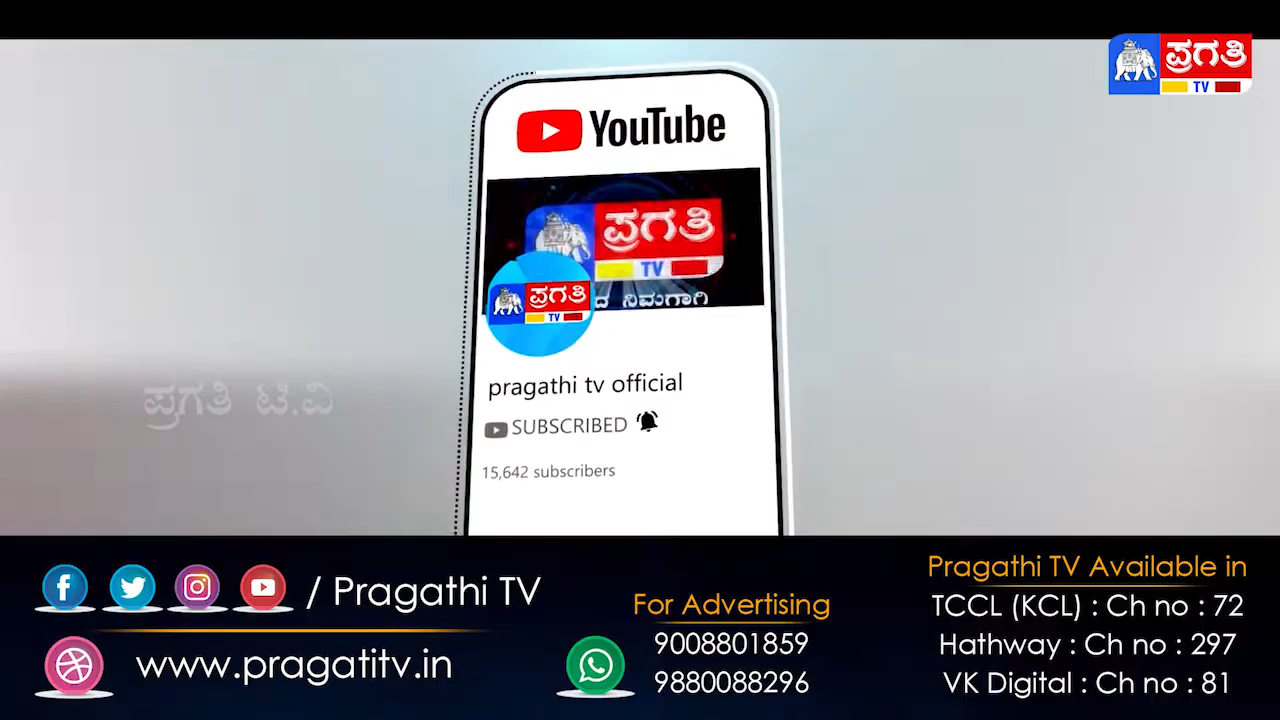 ಪ್ರಗತಿ
TV
YouTube
ಪ್ರಗತಿ
TV
ದ ನಿಮಗಾಗಿ
ಪ್ರಗತಿ
TV
pragathi tv official
SUBSCRIBED
15,642 subscribers
ಪ್ರಗತಿ ಟಿ.ವಿ
/ Pragathi TV
www.pragatitv.in
For Advertising
9008801859
9880088296
Pragathi TV Available in
TCCL (KCL) : Ch no : 72
Hathway : Ch no : 297
VK Digital : Ch no : 81